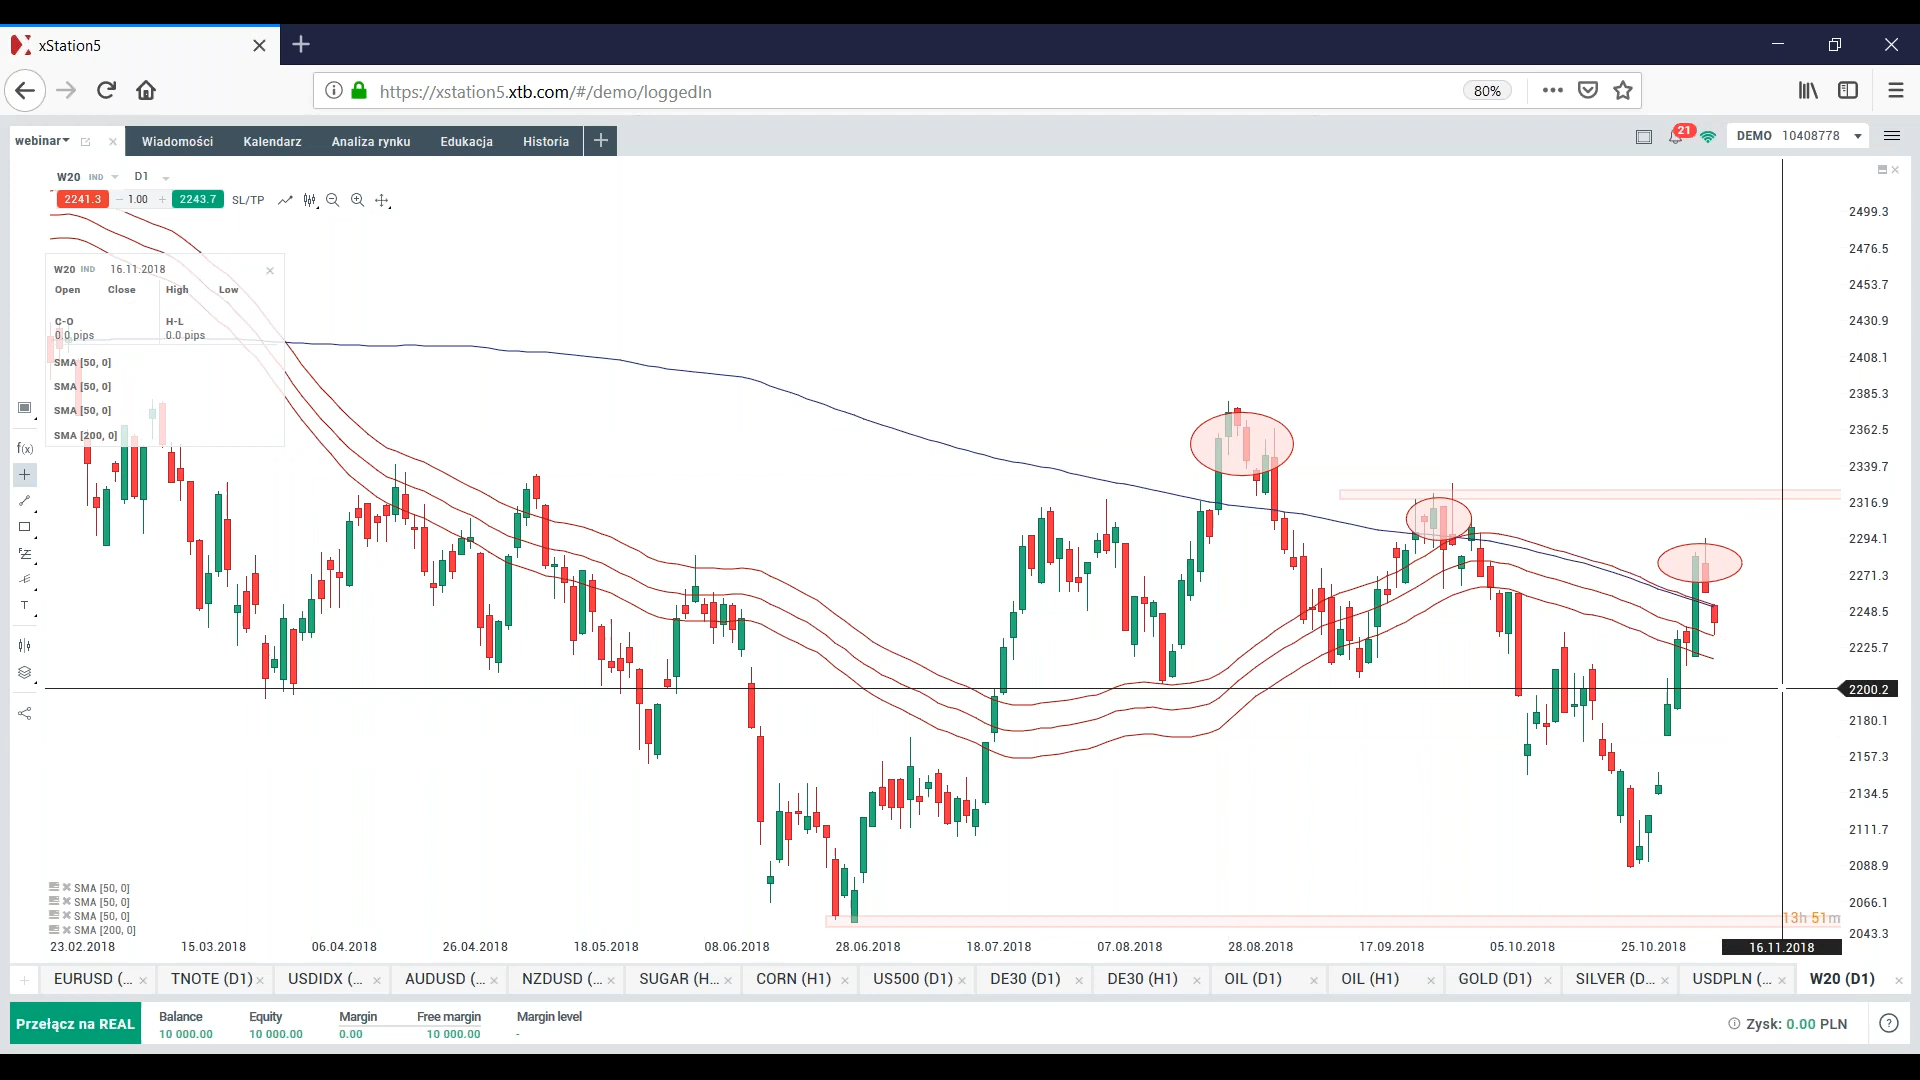 xStation5
https://xstation5.xtb.com/#/demo/loggedIn
80%
webinar
Wiadomości
Kalendarz
Analiza rynku
Edukacja
Historia
21
DEMO 10408778
W20 IND D1
2241.3
1.00
2243.7
SL/TP
W20 IND 16.11.2018
Open Close High Low
C-O H-L
0.0 pips 0.0 pips
SMA [50, 0]
SMA [50, 0]
SMA [50, 0]
SMA [200, 0]
f(x)
T
2499.3
2476.5
2453.7
2430.9
2408.1
2385.3
2362.5
2339.7
2316.9
2294.1
2271.3
2248.5
2225.7
2200.2
2180.1
2157.3
2134.5
2111.7
2088.9
2066.1
2043.3
13h 51m
SMA [50, 0]
SMA [50, 0]
SMA [50, 0]
SMA [200, 0]
23.02.2018 15.03.2018 06.04.2018 26.04.2018 18.05.2018 08.06.2018 28.06.2018 18.07.2018 07.08.2018 28.08.2018 17.09.2018 05.10.2018 25.10.2018 16.11.2018
EURUSD (... TNOTE (D1) USDIDX (... AUDUSD (... NZDUSD (... SUGAR (H... CORN (H1) US500 (D1) DE30 (D1) DE30 (H1) OIL (D1) OIL (H1) GOLD (D1) SILVER (D... USDPLN (... W20 (D1)
Przełącz na REAL
Balance Equity Margin Free margin Margin level
10 000.00 10 000.00 0.00 10 000.00 -
Zysk: 0.00 PLN